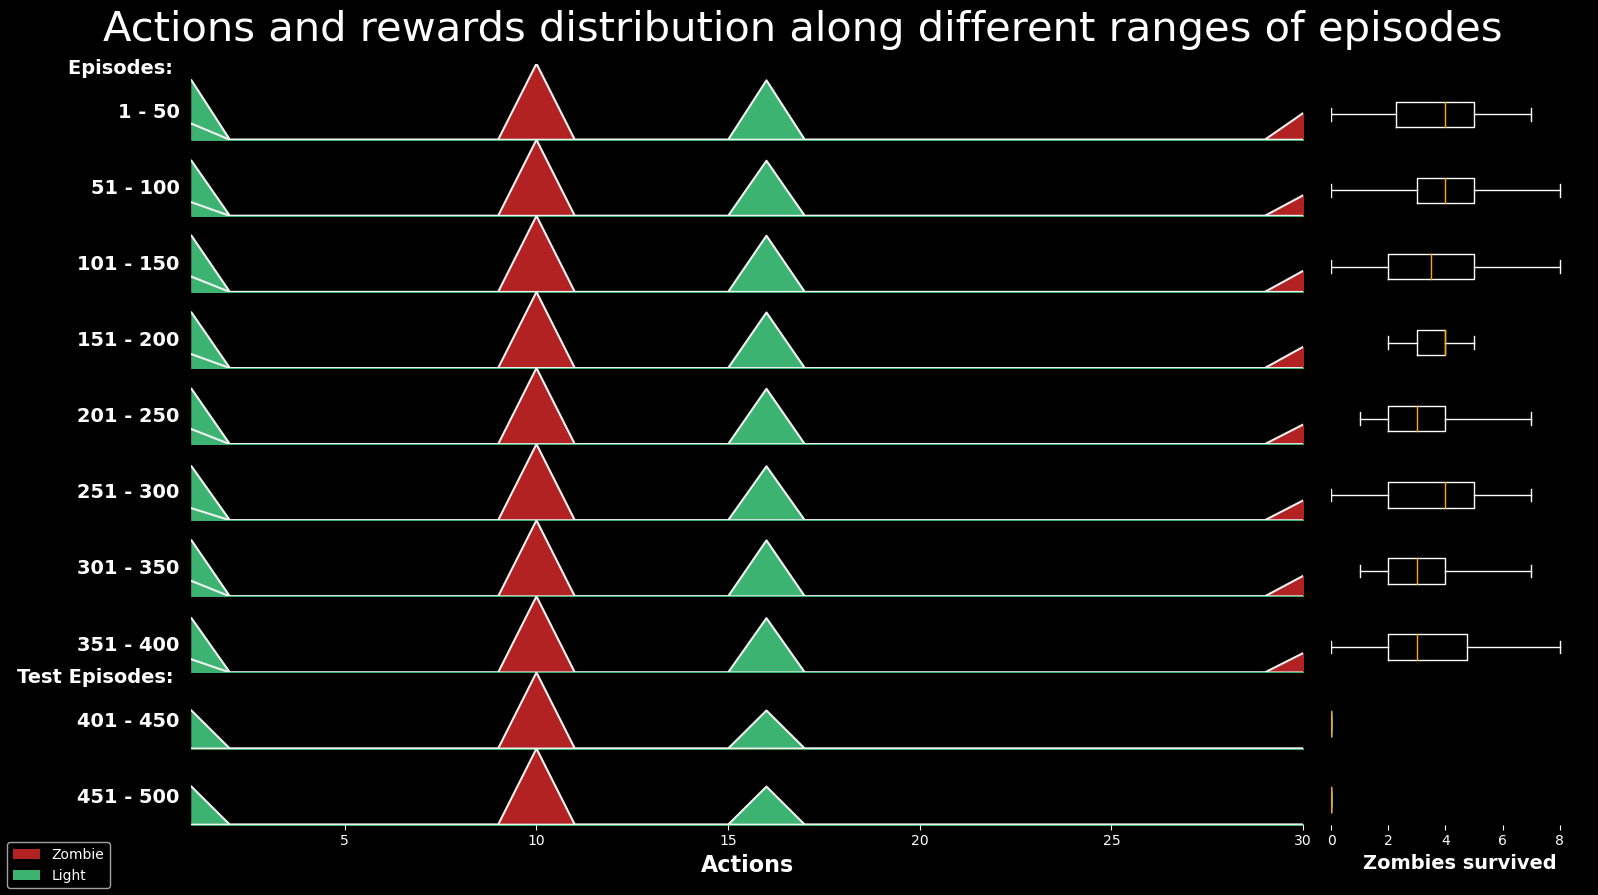 Actions and rewards distribution along different ranges of episodes
Episodes:
1 - 50
51 - 100
101 - 150
151 - 200
201 - 250
251 - 300
301 - 350
351 - 400
Test Episodes:
401 - 450
451 - 500
5 10 15 20 25 30 0 2 4 6 8
Actions Zombies survived
Zombie
Light